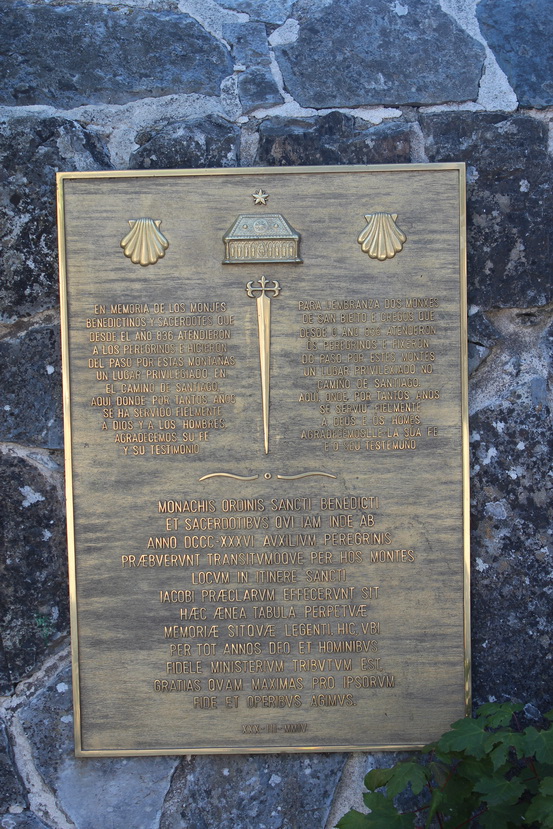 EN MEMORIA DE LOS MONJES
BENEDICTINOS Y SACERDOTES QUE
DESDE EL AÑO 836 ATENDIERON
A LOS PEREGRINOS E HICIERON
DEL PASO POR ESTAS MONTAÑAS
UN LUGAR PRIVILEGIADO EN
EL CAMINO DE SANTIAGO.
AQUI DONDE POR TANTOS AÑOS
SE HA SERVIDO FIELMENTE
A DIOS Y A LOS HOMBRES
AGRADECEMOS SU FE
Y SU TESTIMONIO
PARA LEMBRANZA DOS MONXES
DE SAN BIEITO E CREGOS QUE
DESDE O ANO 836 ATENDERON
OS PEREGRINOS E FIXERON
DO PASO POR ESTES MONTES
UN LUGAR PRIVILEXIADO NO
CAMIÑO DE SANTIAGO.
AQUI, ONDE POR TANTOS ANOS
SE SERVIU FIELMENTE
A DEUS E OS HOMES,
AGRADECEMOSLLE LA SUA FE
E O SEU TESTEMUÑO
MONACHIS ORDINIS SANCTI BENEDICTI
ET SACERDOTIBVS QVI IAM INDE AB
ANNO DCCC XXXVI AVXILIVM PEREGRINIS
PRÆBVERVNT TRANSITVMQVE PER HOS MONTES
LOCVM IN ITINERE SANCTI
IACOBI PRÆCLARVM EFFECERVNT SIT
HÆC ÆNEA TABVLA PERPETVÆ
MEMORIÆ SITQVÆ LEGENTI. HIC VBI
PER TOT ANNOS DEO ET HOMINIBVS
FIDELE MINISTERIVM TRIBVTVM EST,
GRATIAS QVAM MAXIMAS PRO IPSORVM
FIDE ET OPERIBVS AGIMVS.